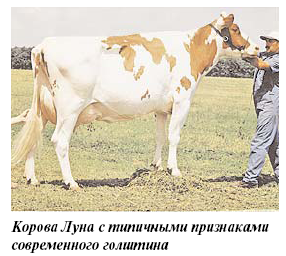 Корова Луна с типичными признаками
современного голштина